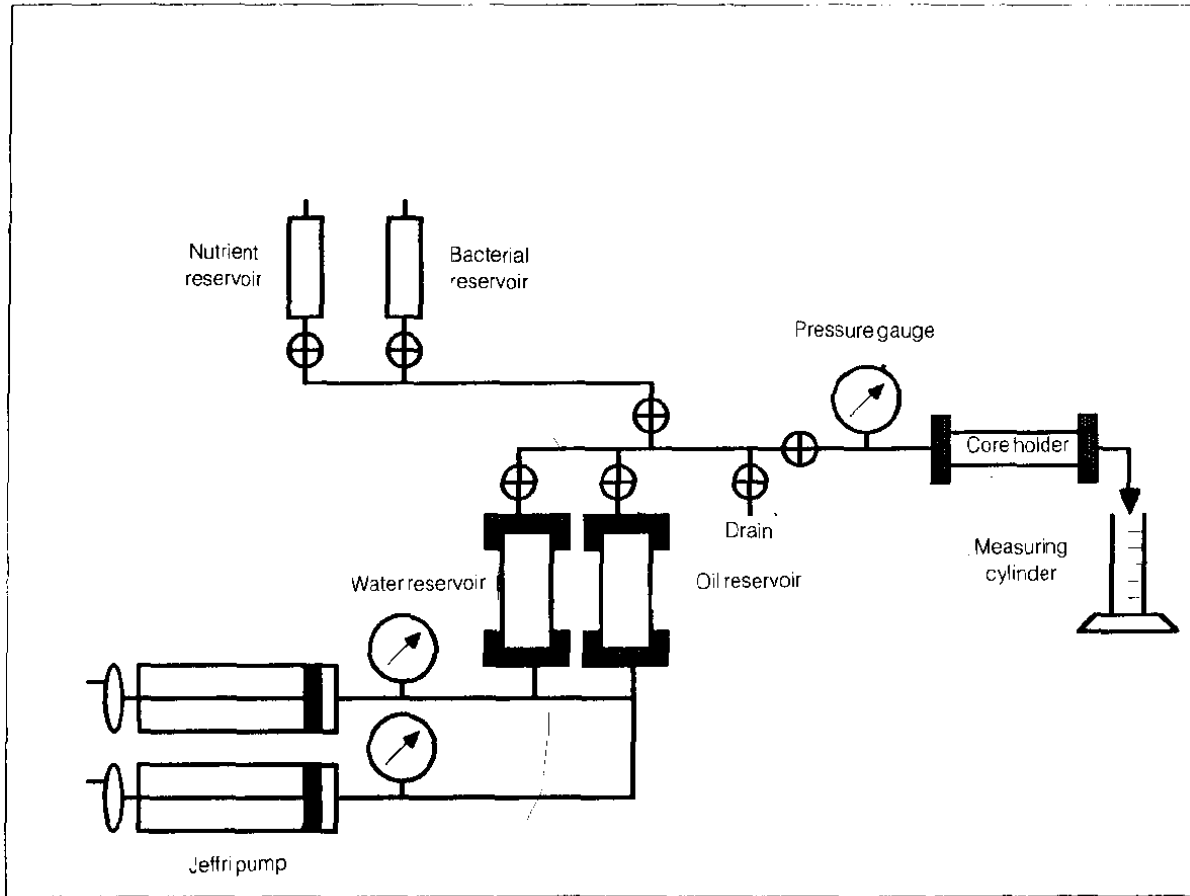 Nutrient
reservoir
Bacterial
reservoir
Pressure gauge
Core holder
Drain
Measuring
cylinder
Water reservoir
Oil reservoir
Jeffri pump